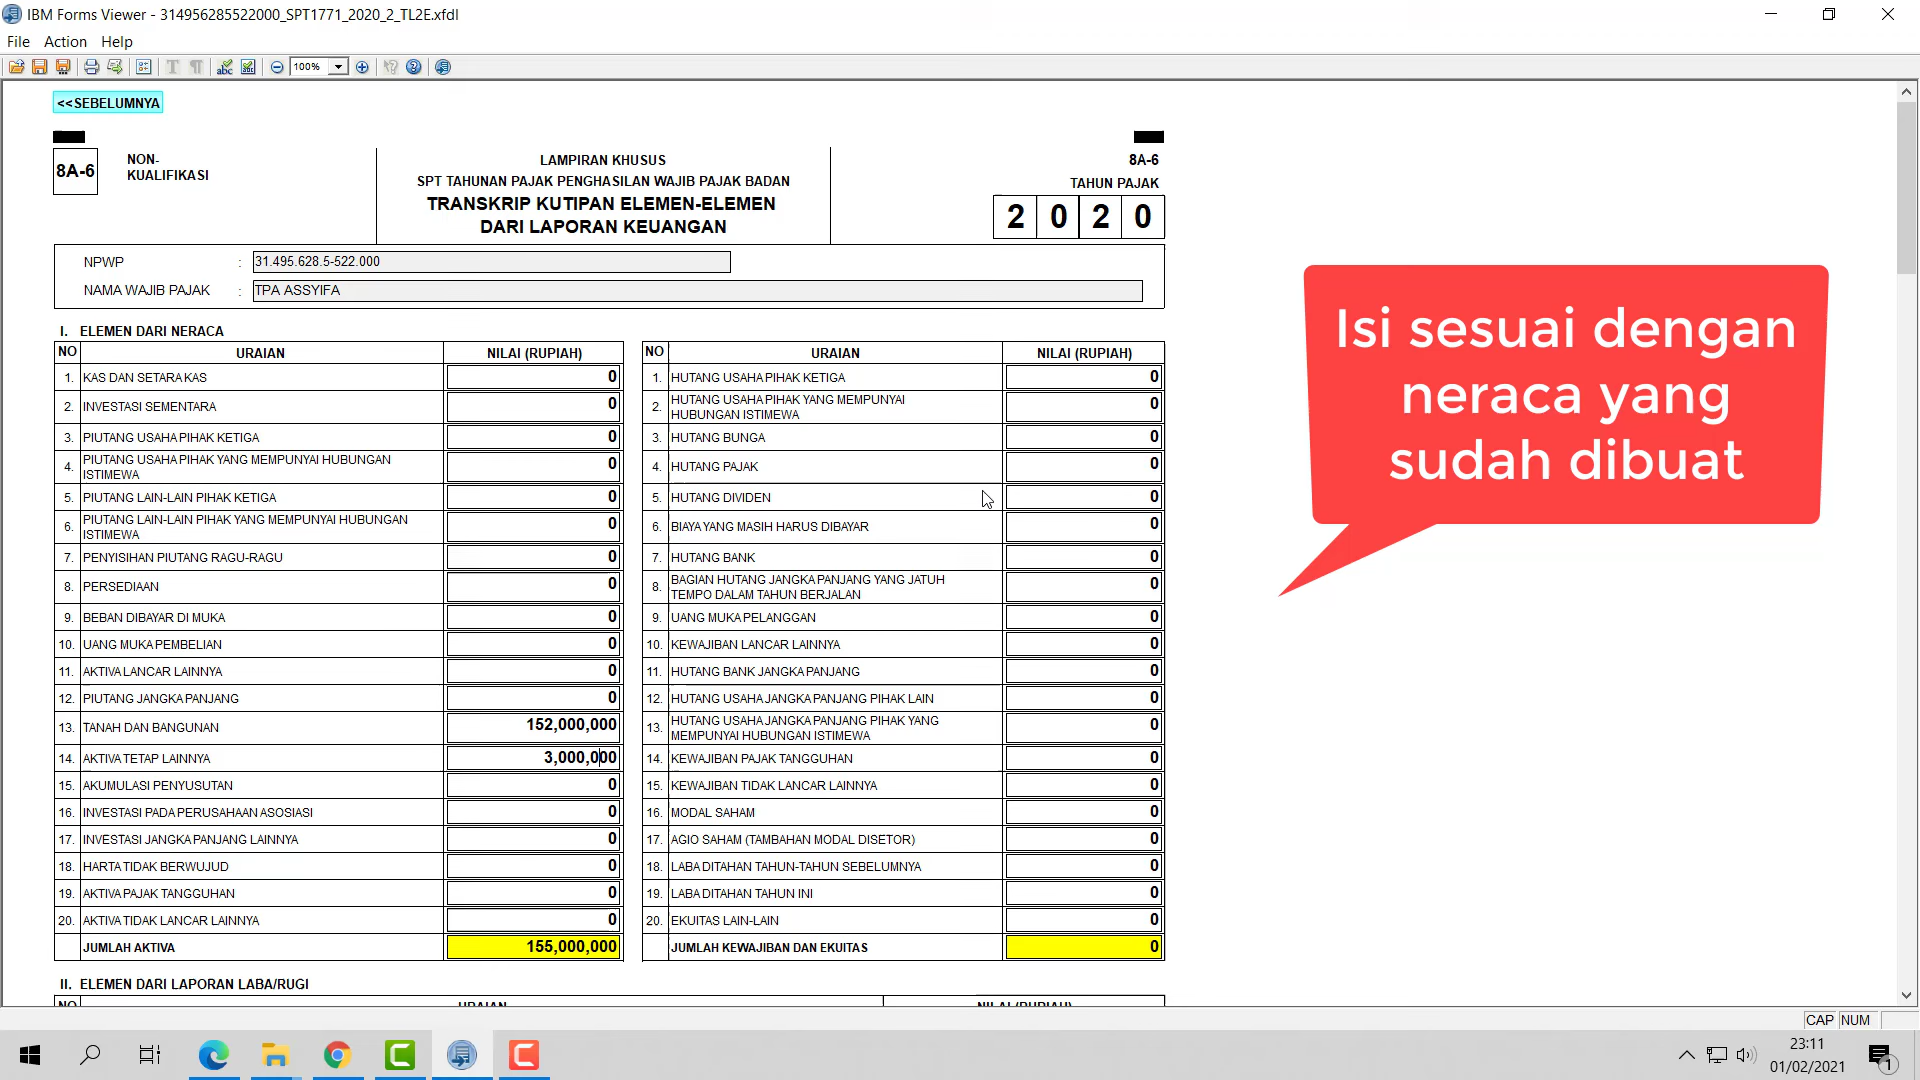 IBM Forms Viewer - 314956285522000_SPT1771_2020_2_TL2E.xfdl
File Action Help
100%
<<SEBELUMNYA
8A-6
NON-
KUALIFIKASI
LAMPIRAN KHUSUS
SPT TAHUNAN PAJAK PENGHASILAN WAJIB PAJAK BADAN
TRANSKRIP KUTIPAN ELEMEN-ELEMEN
DARI LAPORAN KEUANGAN
8A-6
TAHUN PAJAK
2 0 2 0
NPWP : 31.495.628.5-522.000
NAMA WAJIB PAJAK : TPA ASSYIFA
Isi sesuai dengan
neraca yang
sudah dibuat
I. ELEMEN DARI NERACA
NO URAIAN NILAI (RUPIAH)
1. KAS DAN SETARA KAS 0
2. INVESTASI SEMENTARA 0
3. PIUTANG USAHA PIHAK KETIGA 0
4. PIUTANG USAHA PIHAK YANG MEMPUNYAI HUBUNGAN
ISTIMEWA 0
5. PIUTANG LAIN-LAIN PIHAK KETIGA 0
6. PIUTANG LAIN-LAIN PIHAK YANG MEMPUNYAI HUBUNGAN
ISTIMEWA 0
7. PENYISIHAN PIUTANG RAGU-RAGU 0
8. PERSEDIAAN 0
9. BEBAN DIBAYAR DI MUKA 0
10. UANG MUKA PEMBELIAN 0
11. AKTIVA LANCAR LAINNYA 0
12. PIUTANG JANGKA PANJANG 0
13. TANAH DAN BANGUNAN 152,000,000
14. AKTIVA TETAP LAINNYA 3,000,000
15. AKUMULASI PENYUSUTAN 0
16. INVESTASI PADA PERUSAHAAN ASOSIASI 0
17. INVESTASI JANGKA PANJANG LAINNYA 0
18. HARTA TIDAK BERWUJUD 0
19. AKTIVA PAJAK TANGGUHAN 0
20. AKTIVA TIDAK LANCAR LAINNYA 0
JUMLAH AKTIVA 155,000,000
NO URAIAN NILAI (RUPIAH)
1. HUTANG USAHA PIHAK KETIGA 0
2. HUTANG USAHA PIHAK YANG MEMPUNYAI
HUBUNGAN ISTIMEWA 0
3. HUTANG BUNGA 0
4. HUTANG PAJAK 0
5. HUTANG DIVIDEN 0
6. BIAYA YANG MASIH HARUS DIBAYAR 0
7. HUTANG BANK 0
8. BAGIAN HUTANG JANGKA PANJANG YANG JATUH
TEMPO DALAM TAHUN BERJALAN 0
9. UANG MUKA PELANGGAN 0
10. KEWAJIBAN LANCAR LAINNYA 0
11. HUTANG BANK JANGKA PANJANG 0
12. HUTANG USAHA JANGKA PANJANG PIHAK LAIN 0
13. HUTANG USAHA JANGKA PANJANG PIHAK YANG
MEMPUNYAI HUBUNGAN ISTIMEWA 0
14. KEWAJIBAN PAJAK TANGGUHAN 0
15. KEWAJIBAN TIDAK LANCAR LAINNYA 0
16. MODAL SAHAM 0
17. AGIO SAHAM (TAMBAHAN MODAL DISETOR) 0
18. LABA DITAHAN TAHUN-TAHUN SEBELUMNYA 0
19. LABA DITAHAN TAHUN INI 0
20. EKUITAS LAIN-LAIN 0
JUMLAH KEWAJIBAN DAN EKUITAS 0
II. ELEMEN DARI LAPORAN LABA/RUGI
NO URAIAN NILAI (RUPIAH)
CAP NUM
23:11
01/02/2021
1